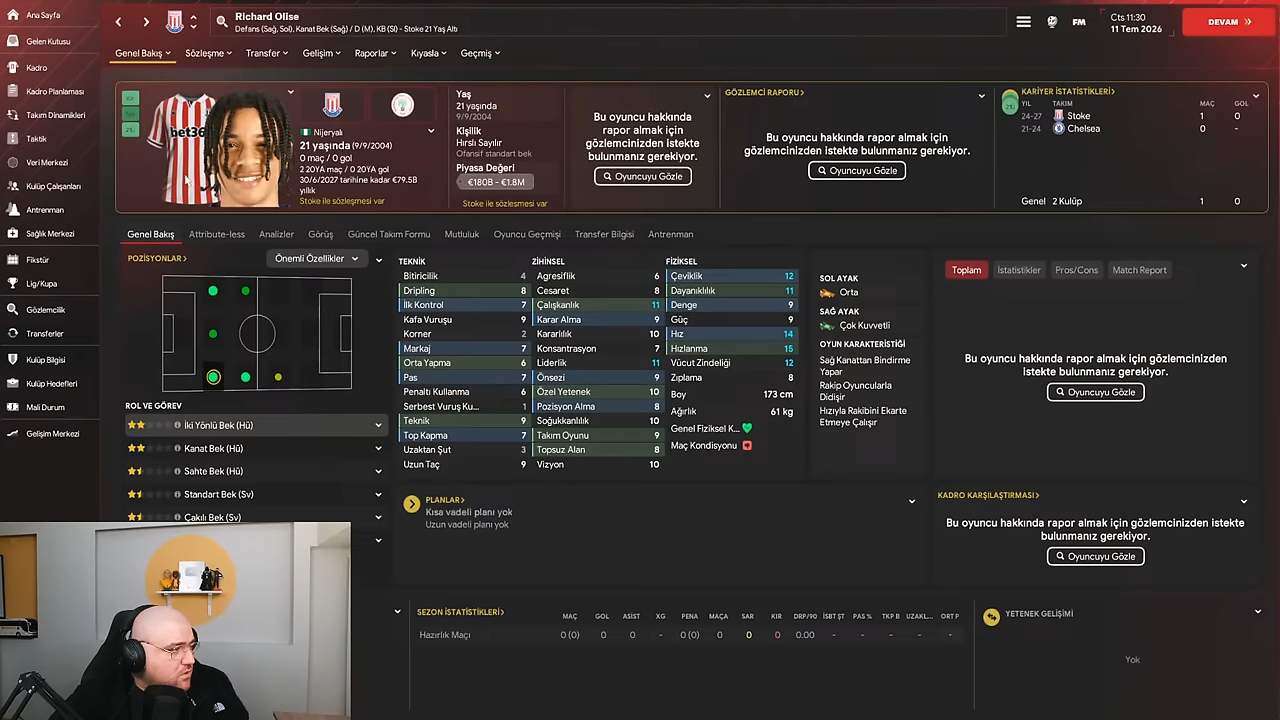 Ana Sayfa
Gelen Kutusu
Kadro
Kadro Planlaması
Takım Dinamikleri
Taktik
Veri Merkezi
Kulüp Çalışanları
Antrenman
Sağlık Merkezi
Fikstür
Lig/Kupa
Gözlemcilik
Transferler
Kulüp Bilgisi
Kulüp Hedefleri
Mali Durum
Gelişim Merkezi
Richard Olise
Defans (Sağ, Sol), Kanat Bek (Sağ) / D (M), KB (Sl) - Stoke 21 Yaş Altı
FM
Cts 11:30
11 Tem 2026
DEVAM
Genel Bakış
Sözleşme
Transfer
Gelişim
Raporlar
Kıyasla
Geçmiş
bet36
Nijeryalı
21 yaşında (9/9/2004)
0 maç / 0 gol
2 20YA maç / 0 20YA gol
30/6/2027 tarihine kadar €79.5B
yıllık
Stoke ile sözleşmesi var
Yaş
21 yaşında
9/9/2004
Kişilik
Hırslı Sayılır
Ofansif standart bek
Piyasa Değeri
€180B - €1.8M
Stoke ile sözleşmesi var
Bu oyuncu hakkında
rapor almak için
gözlemcinizden istekte
bulunmanız gerekiyor.
Oyuncuyu Gözle
GÖZLEMCİ RAPORU
Bu oyuncu hakkında rapor almak için
gözlemcinizden istekte bulunmanız gerekiyor.
Oyuncuyu Gözle
KARİYER İSTATİSTİKLERİ
YIL TAKIM MAÇ GOL
24-27 Stoke 1 0
21-24 Chelsea 0 -
Genel 2 Kulüp 1 0
Genel Bakış
Attribute-less
Analizler
Görüş
Güncel Takım Formu
Mutluluk
Oyuncu Geçmişi
Transfer Bilgisi
Antrenman
POZİSYONLAR
Önemli Özellikler
ROL VE GÖREV
İki Yönlü Bek (Hü)
Kanat Bek (Hü)
Sahte Bek (Hü)
Standart Bek (Sv)
Çakılı Bek (Sv)
TEKNİK
Bitiricilik 4
Dripling 8
İlk Kontrol 7
Kafa Vuruşu 9
Korner 2
Markaj 7
Orta Yapma 6
Pas 7
Penaltı Kullanma 6
Serbest Vuruş Ku... 1
Teknik 9
Top Kapma 7
Uzaktan Şut 3
Uzun Taç 9
ZİHİNSEL
Agresiflik 6
Cesaret 8
Çalışkanlık 11
Karar Alma 9
Kararlılık 10
Konsantrasyon 7
Liderlik 11
Önsezi 9
Özel Yetenek 10
Pozisyon Alma 8
Soğukkanlılık 10
Takım Oyunu 9
Topsuz Alan 8
Vizyon 10
FİZİKSEL
Çeviklik 12
Dayanıklılık 11
Denge 9
Güç 9
Hız 14
Hızlanma 15
Vücut Zindeliği 12
Zıplama 8
Boy 173 cm
Ağırlık 61 kg
Genel Fiziksel K...
Maç Kondisyonu
SOL AYAK
Orta
SAĞ AYAK
Çok Kuvvetli
OYUN KARAKTERİSTİĞİ
Sağ Kanattan Bindirme
Yapar
Rakip Oyuncularla
Didişir
Hızıyla Rakibini Ekarte
Etmeye Çalışır
Toplam
İstatistikler
Pros/Cons
Match Report
Bu oyuncu hakkında rapor almak için gözlemcinizden
istekte bulunmanız gerekiyor.
Oyuncuyu Gözle
PLANLAR
Kısa vadeli planı yok
Uzun vadeli planı yok
KADRO KARŞILAŞTIRMASI
Bu oyuncu hakkında rapor almak için gözlemcinizden istekte
bulunmanız gerekiyor.
Oyuncuyu Gözle
SEZON İSTATİSTİKLERİ MAÇ GOL ASİST XG PENA MAÇA SAR KIR DRP/90 İSBT ŞT PAS % TKP B UZAKL... ORT P
Hazırlık Maçı 0 (0) 0 0 - 0 (0) 0 0 0 0.00 - - - - -
YETENEK GELİŞİMİ
Yok